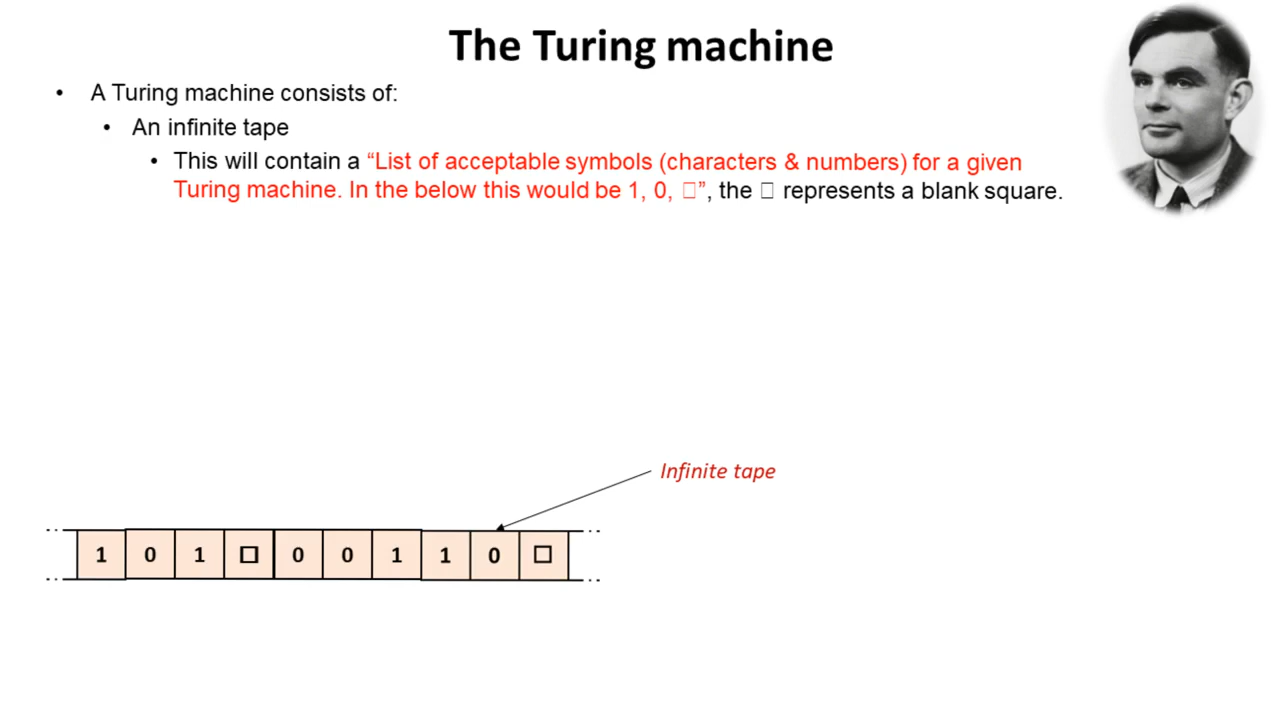 The Turing machine
• A Turing machine consists of:
• An infinite tape
• This will contain a “List of acceptable symbols (characters & numbers) for a given
Turing machine. In the below this would be 1, 0, □”, the □ represents a blank square.
Infinite tape
1 0 1 □ 0 0 1 1 0 □